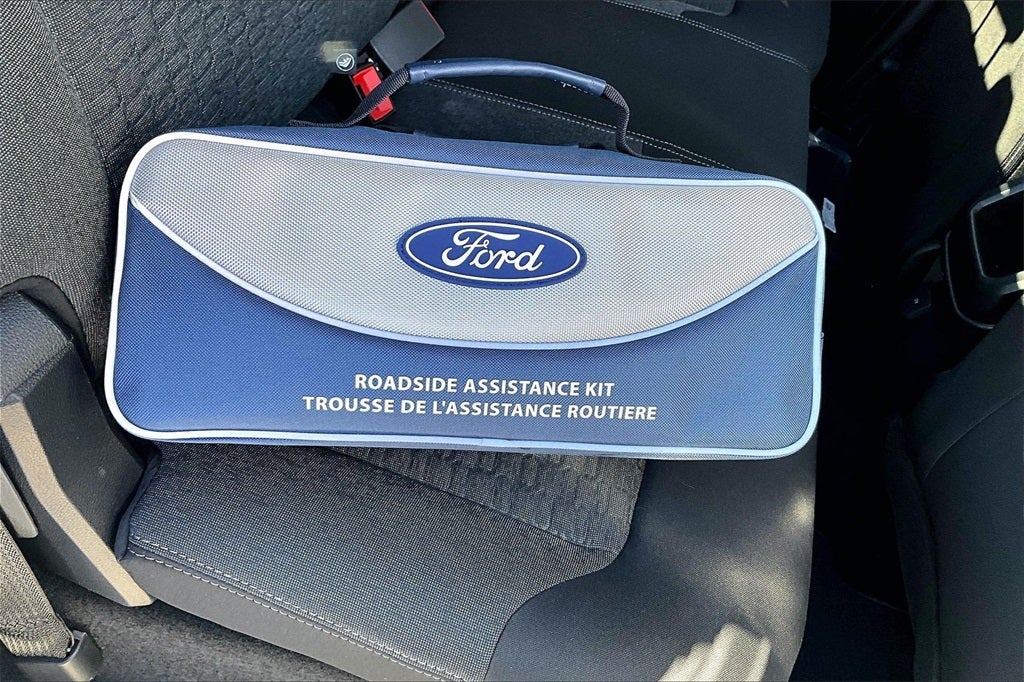 Ford
ROADSIDE ASSISTANCE KIT
TROUSSE DE L'ASSISTANCE ROUTIERE